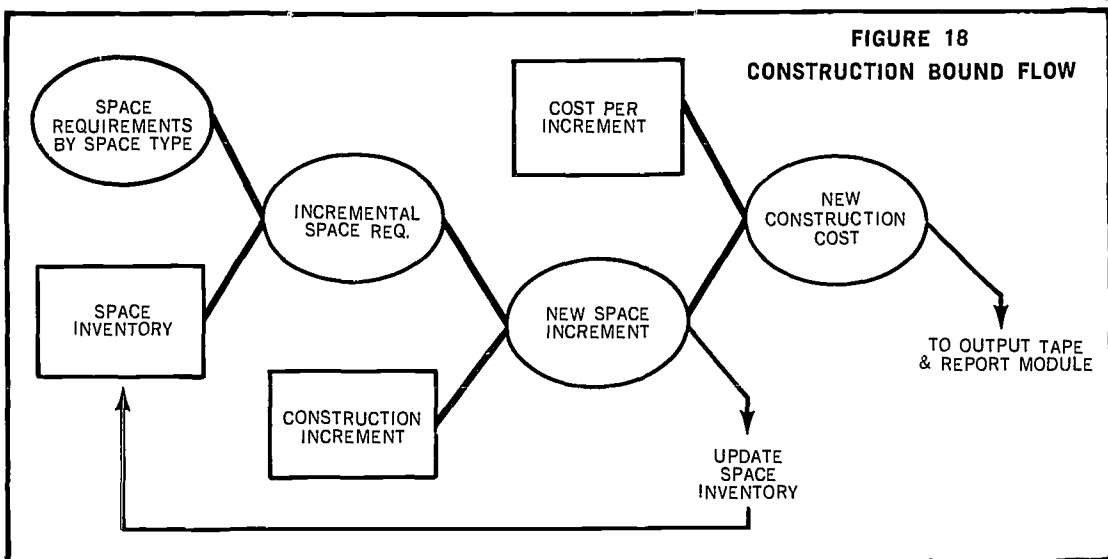 FIGURE 18
CONSTRUCTION BOUND FLOW
SPACE
REQUIREMENTS
BY SPACE TYPE
COST PER
INCREMENT
INCREMENTAL
SPACE REQ.
NEW
CONSTRUCTION
COST
SPACE
INVENTORY
NEW SPACE
INCREMENT
TO OUTPUT TAPE
& REPORT MODULE
CONSTRUCTION
INCREMENT
UPDATE
SPACE
INVENTORY